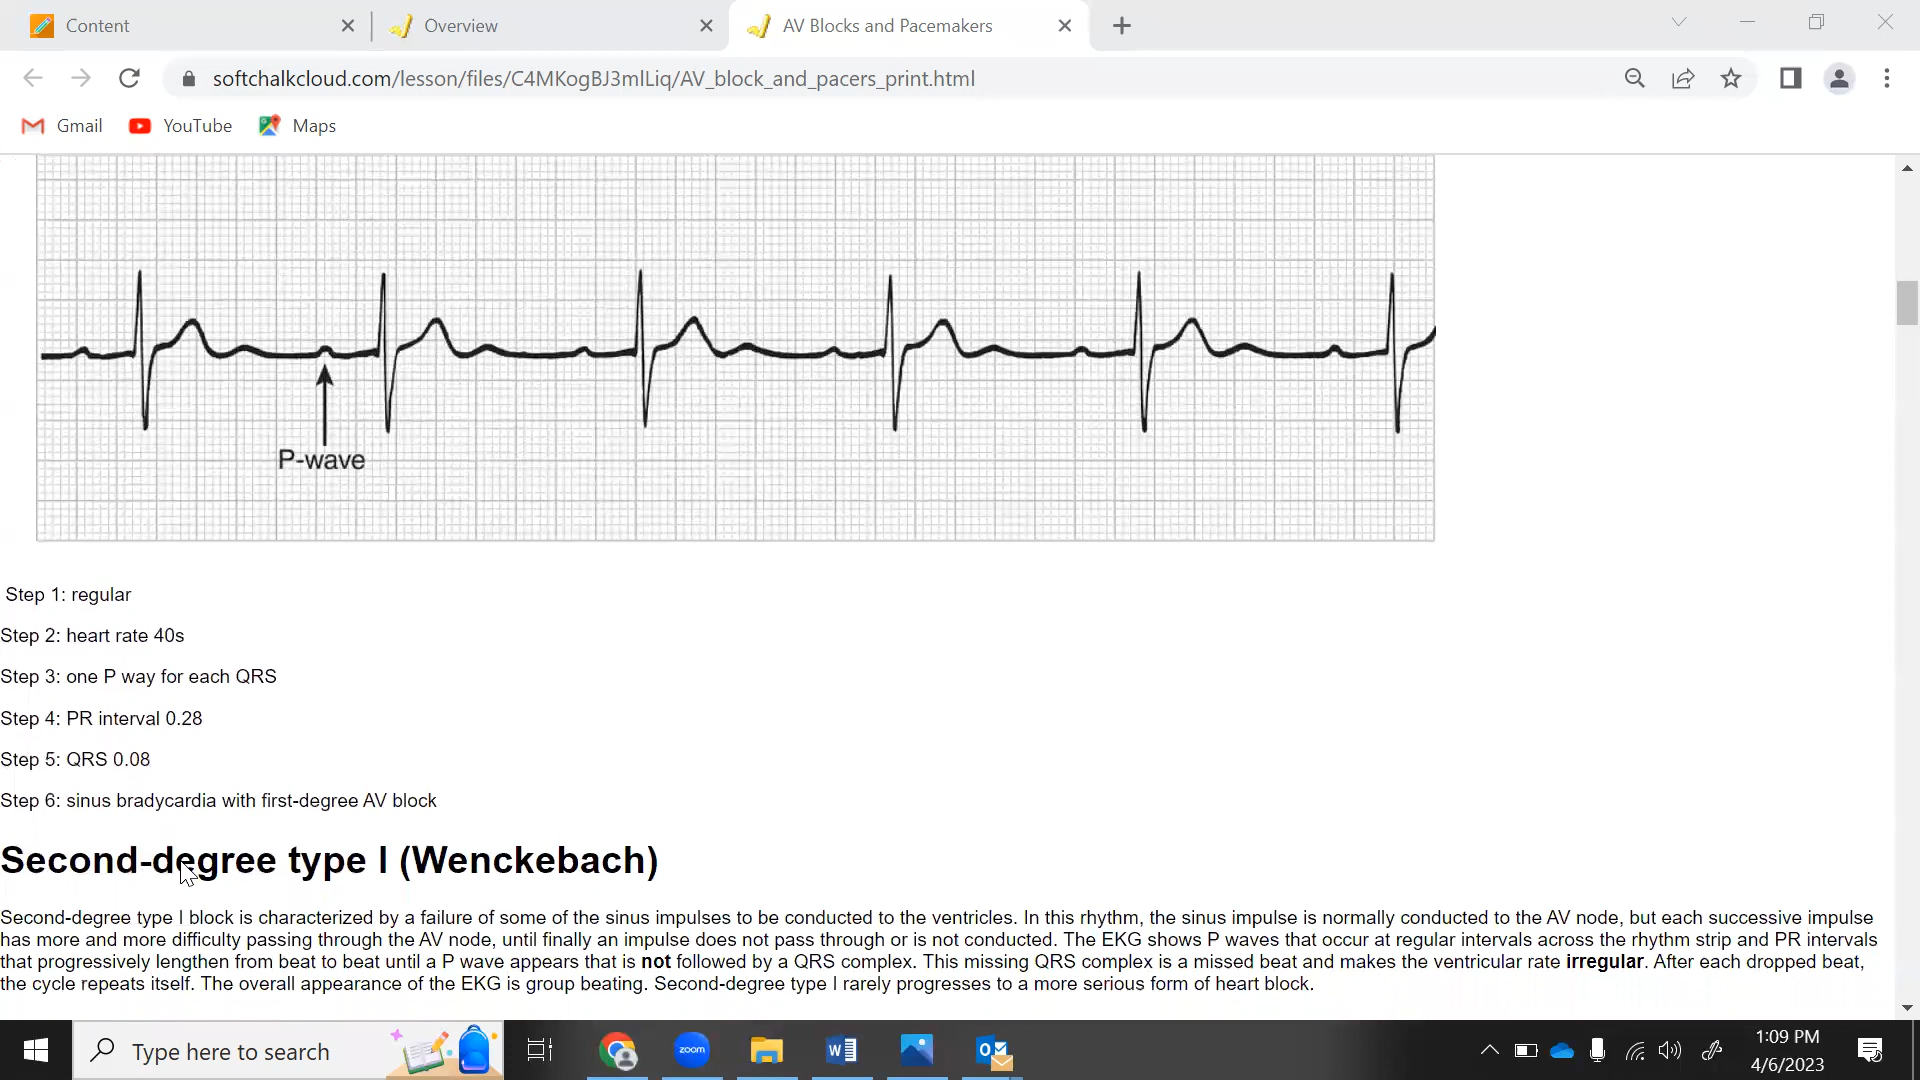 Content
Overview
AV Blocks and Pacemakers
softchalkcloud.com/lesson/files/C4MKogBJ3mlLiq/AV_block_and_pacers_print.html
Gmail
YouTube
Maps
P-wave
Step 1: regular
Step 2: heart rate 40s
Step 3: one P way for each QRS
Step 4: PR interval 0.28
Step 5: QRS 0.08
Step 6: sinus bradycardia with first-degree AV block
Second-degree type I (Wenckebach)
Second-degree type I block is characterized by a failure of some of the sinus impulses to be conducted to the ventricles. In this rhythm, the sinus impulse is normally conducted to the AV node, but each successive impulse
has more and more difficulty passing through the AV node, until finally an impulse does not pass through or is not conducted. The EKG shows P waves that occur at regular intervals across the rhythm strip and PR intervals
that progressively lengthen from beat to beat until a P wave appears that is not followed by a QRS complex. This missing QRS complex is a missed beat and makes the ventricular rate irregular. After each dropped beat,
the cycle repeats itself. The overall appearance of the EKG is group beating. Second-degree type I rarely progresses to a more serious form of heart block.
Type here to search
zoom
W
O
1:09 PM
4/6/2023